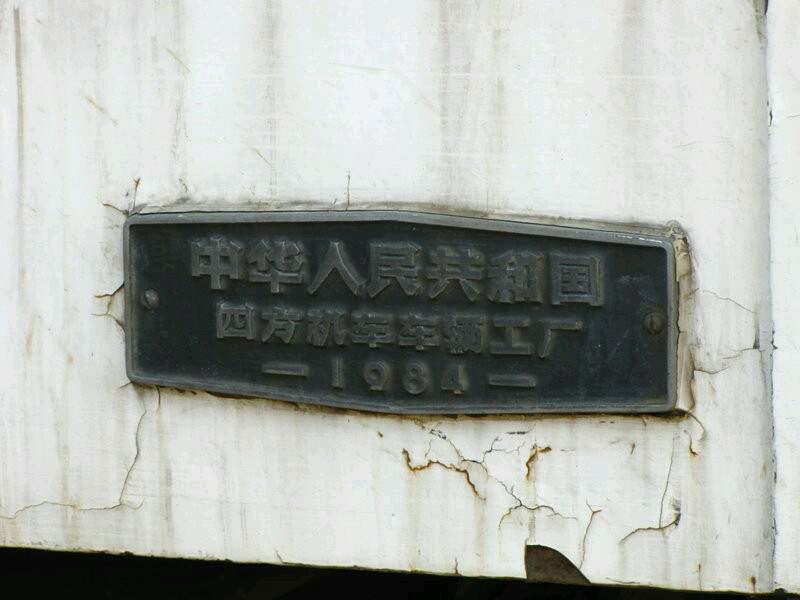 中华人民共和国
四方机车车辆工厂
— 1984 —